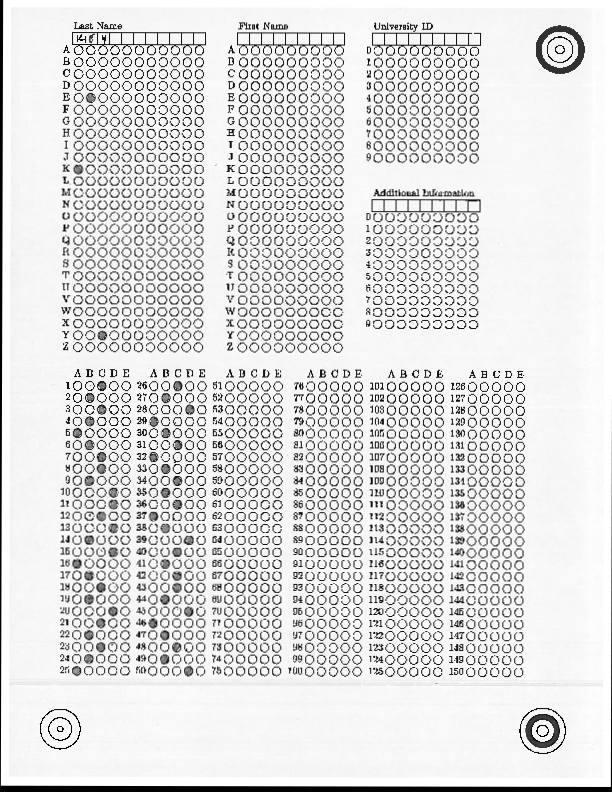 Last Name First Name University ID
K E Y
A A 0
B B 1
C C 2
D D 3
E E 4
F F 5
G G 6
H H 7
I I 8
J J 9
K K
L L
M M Additional Information
N N
O O 0
P P 1
Q Q 2
R R 3
S S 4
T T 5
U U 6
V V 7
W W 8
X X 9
Y Y
Z Z
A B C D E A B C D E A B C D E A B C D E A B C D E A B C D E
1 26 51 76 101 126
2 27 52 77 102 127
3 28 53 78 103 128
4 29 54 79 104 129
5 30 55 80 105 130
6 31 56 81 106 131
7 32 57 82 107 132
8 33 58 83 108 133
9 34 59 84 109 134
10 35 60 85 110 135
11 36 61 86 111 136
12 37 62 87 112 137
13 38 63 88 113 138
14 39 64 89 114 139
15 40 65 90 115 140
16 41 66 91 116 141
17 42 67 92 117 142
18 43 68 93 118 143
19 44 69 94 119 144
20 45 70 95 120 145
21 46 71 96 121 146
22 47 72 97 122 147
23 48 73 98 123 148
24 49 74 99 124 149
25 50 75 100 125 150